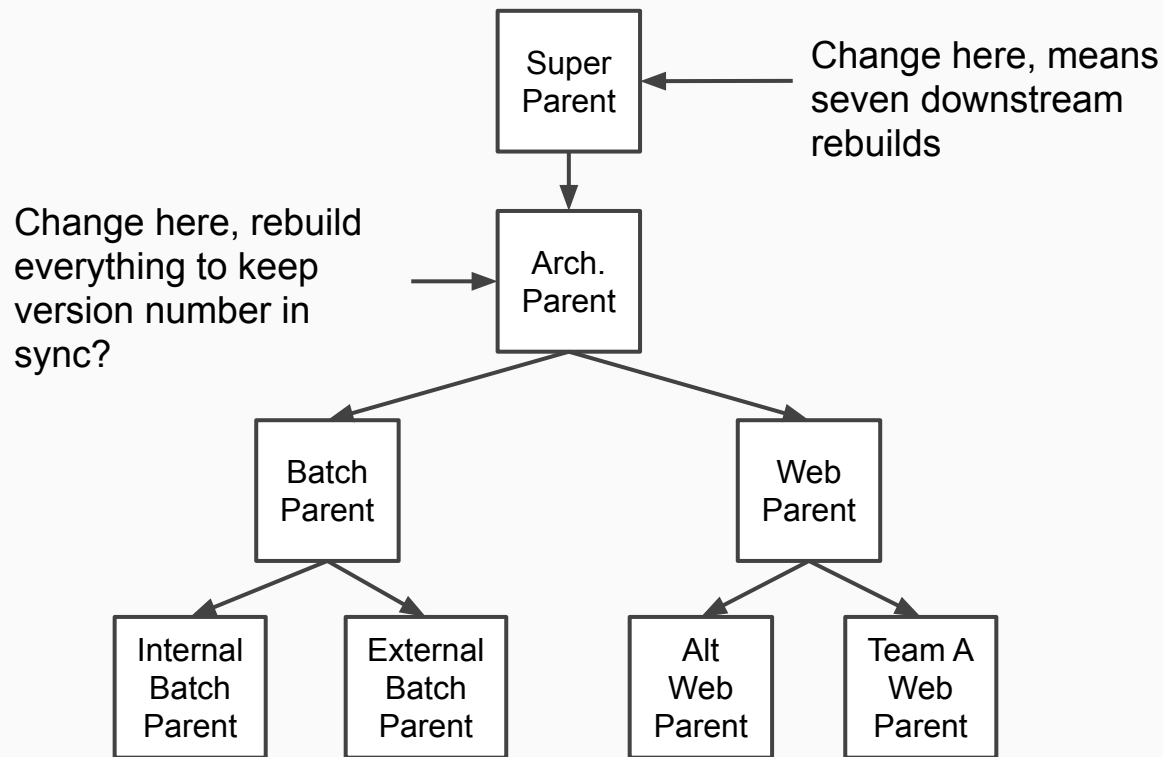 Super
Parent
Change here, means
seven downstream
rebuilds
Change here, rebuild
everything to keep
version number in
sync?
Arch.
Parent
Batch
Parent
Web
Parent
Internal
Batch
Parent
External
Batch
Parent
Alt
Web
Parent
Team A
Web
Parent